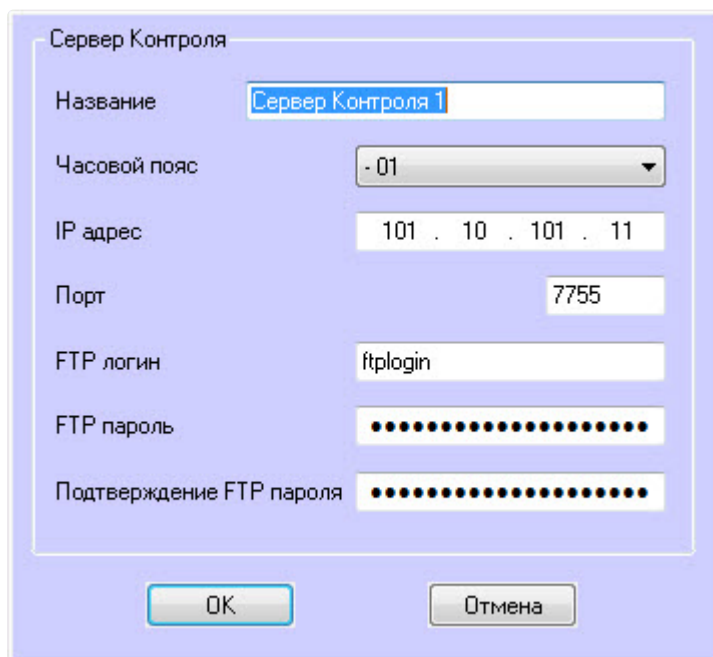 Сервер Контроля
Название Сервер Контроля 1
Часовой пояс - 01
IP адрес 101 . 10 . 101 . 11
Порт 7755
FTP логин ftplogin
FTP пароль ●●●●●●●●●●●●●●●●●●●●
Подтверждение FTP пароля ●●●●●●●●●●●●●●●●●●●●
OK Отмена